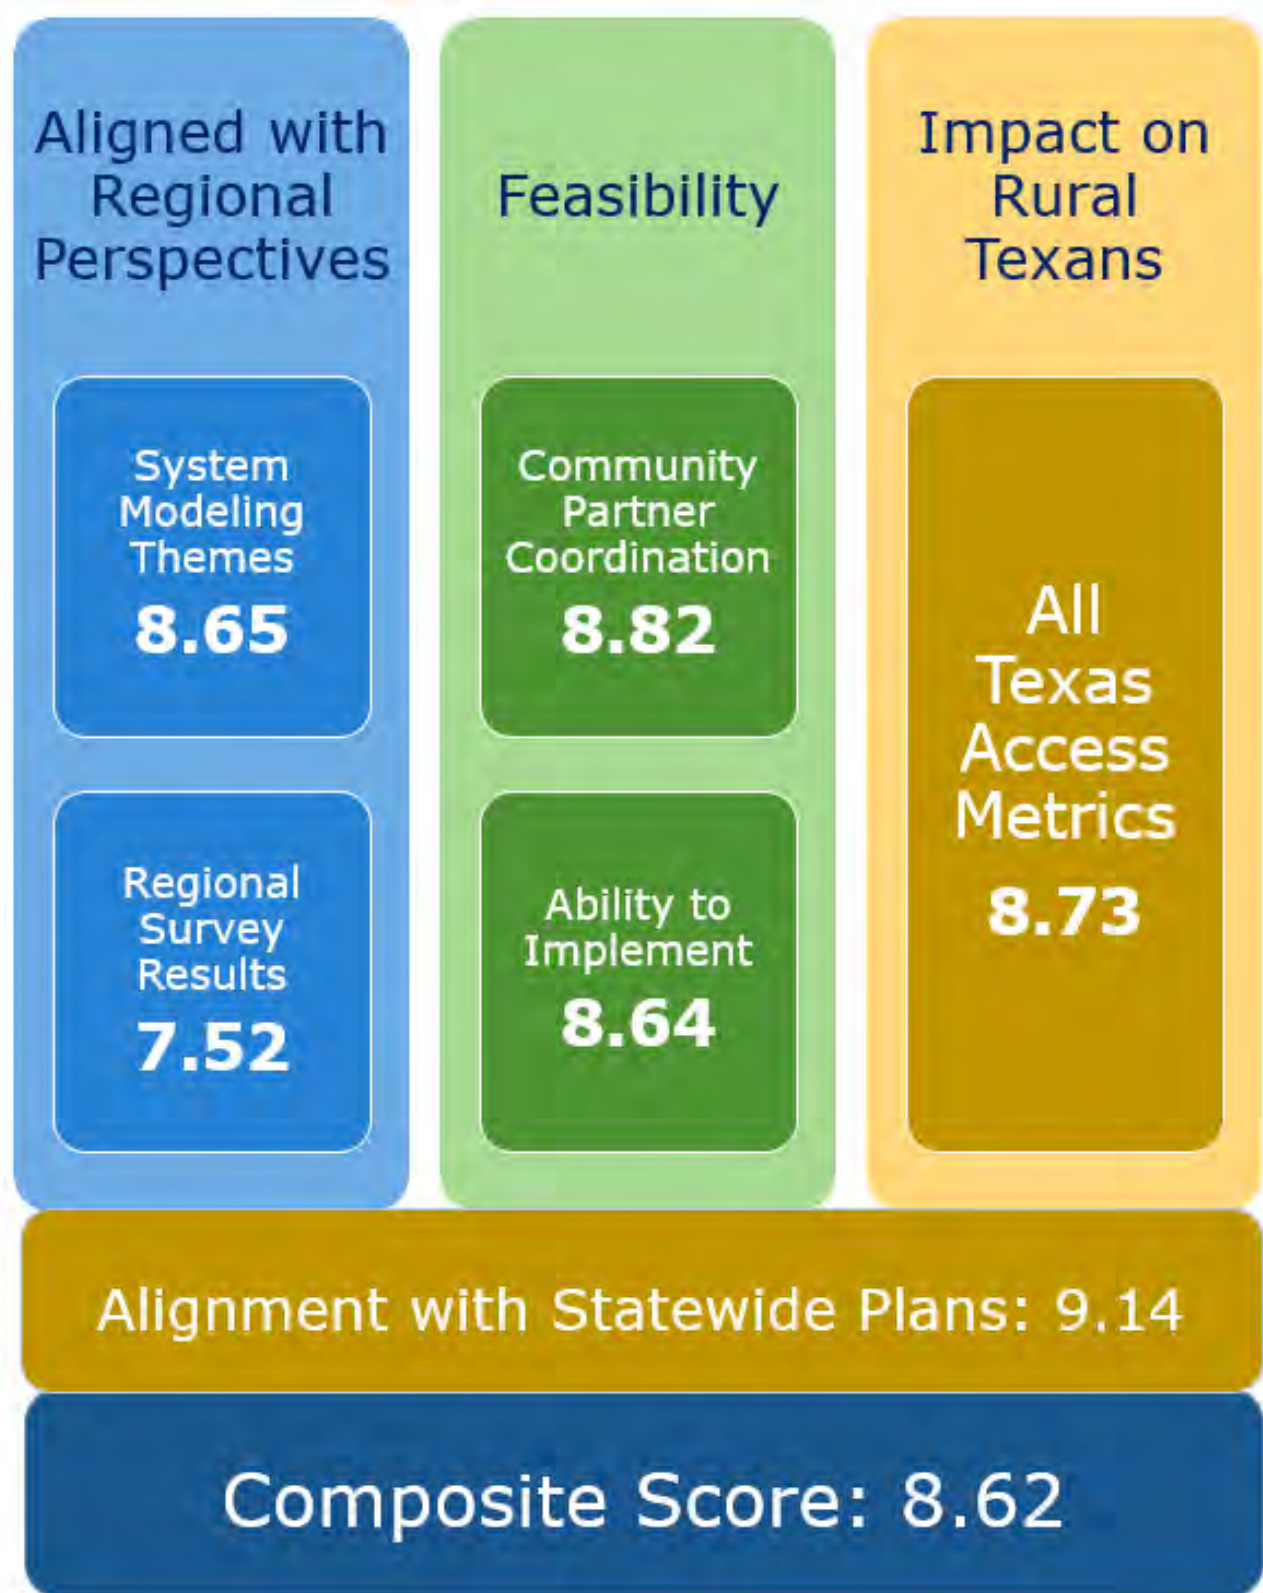 Aligned with
Regional
Perspectives
System
Modeling
Themes
8.65
Regional
Survey
Results
7.52
Feasibility
Community
Partner
Coordination
8.82
Ability to
Implement
8.64
Impact on
Rural
Texans
All
Texas
Access
Metrics
8.73
Alignment with Statewide Plans: 9.14
Composite Score: 8.62